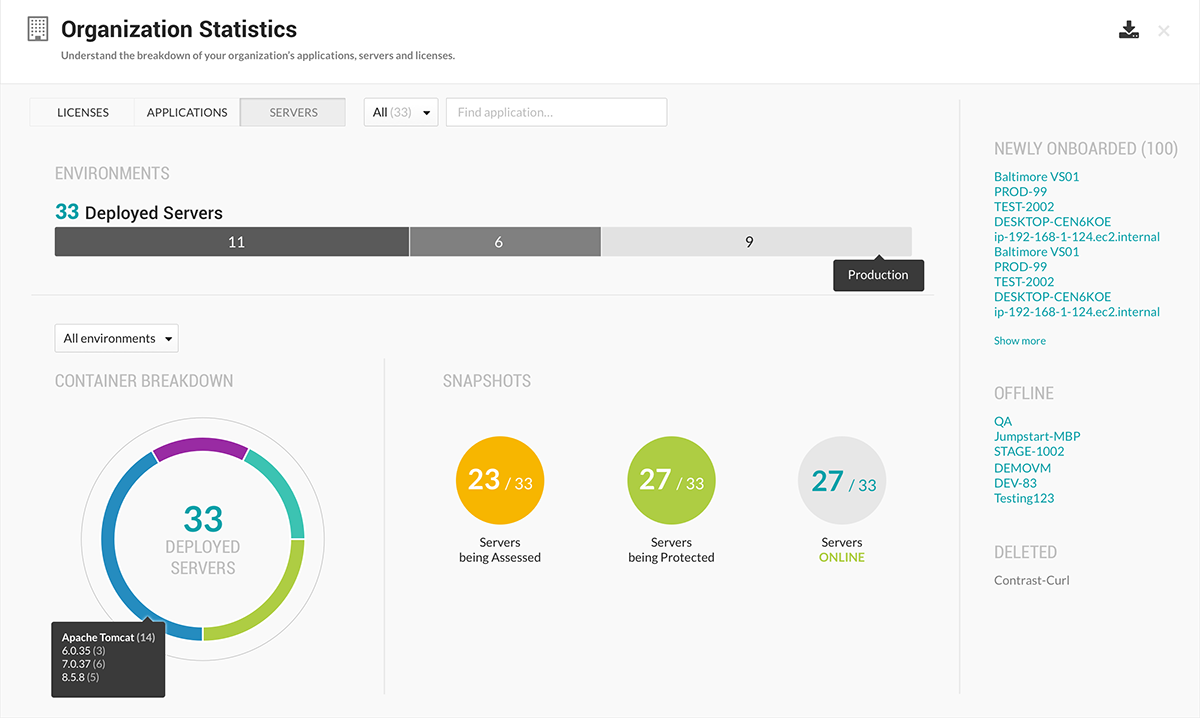 Organization Statistics
Understand the breakdown of your organization's applications, servers and licenses.
LICENSES
APPLICATIONS
SERVERS
All (33)
Find application...
ENVIRONMENTS
33 Deployed Servers
11
6
9
Production
All environments
CONTAINER BREAKDOWN
33
DEPLOYED
SERVERS
Apache Tomcat (14)
6.0.35 (3)
7.0.37 (6)
8.5.8 (5)
SNAPSHOTS
23 / 33
Servers
being Assessed
27 / 33
Servers
being Protected
27 / 33
Servers
ONLINE
NEWLY ONBOARDED (100)
Baltimore VS01
PROD-99
TEST-2002
DESKTOP-CEN6KOE
ip-192-168-1-124.ec2.internal
Baltimore VS01
PROD-99
TEST-2002
DESKTOP-CEN6KOE
ip-192-168-1-124.ec2.internal
Show more
OFFLINE
QA
Jumpstart-MBP
STAGE-1002
DEMOVM
DEV-83
Testing123
DELETED
Contrast-Curl